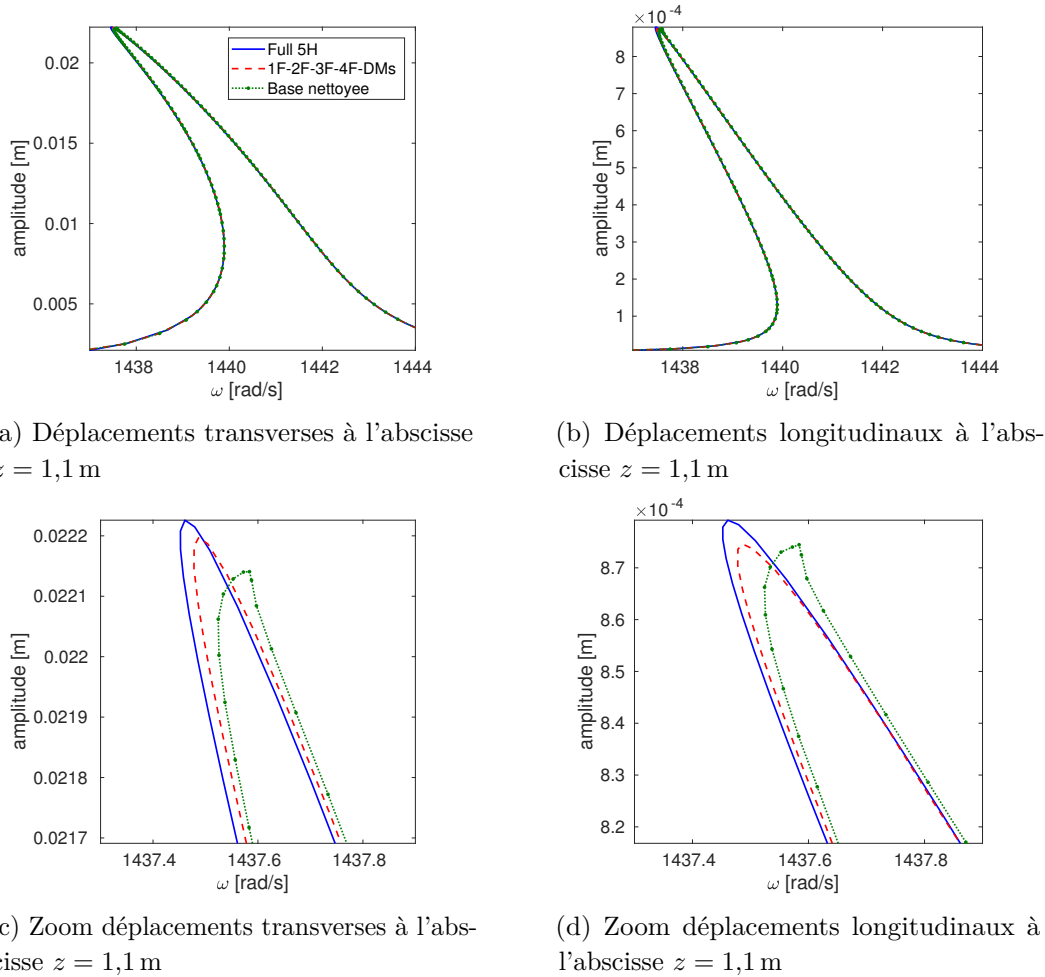 0.02
0.015
0.01
0.005
1438
1440
1442
1444
amplitude [m]
ω [rad/s]
Full 5H
1F-2F-3F-4F-DMs
Base nettoyee
×10⁻⁴
8
7
6
5
4
3
2
1
1438
1440
1442
1444
amplitude [m]
ω [rad/s]
a) Déplacements transverses à l'abscisse
z = 1,1 m
(b) Déplacements longitudinaux à l'abs-
cisse z = 1,1 m
0.0222
0.0221
0.022
0.0219
0.0218
0.0217
1437.4
1437.6
1437.8
amplitude [m]
ω [rad/s]
×10⁻⁴
8.7
8.6
8.5
8.4
8.3
8.2
1437.4
1437.6
1437.8
amplitude [m]
ω [rad/s]
c) Zoom déplacements transverses à l'abs-
cisse z = 1,1 m
(d) Zoom déplacements longitudinaux à
l'abscisse z = 1,1 m